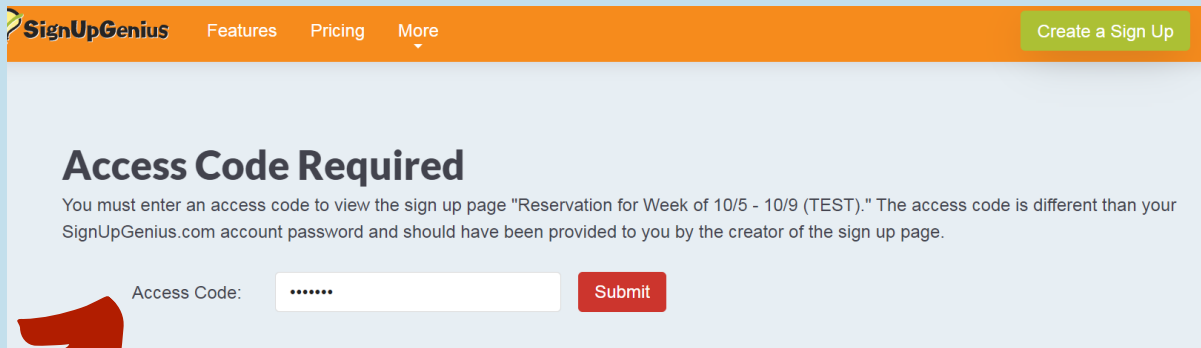 SignUpGenius Features Pricing More Create a Sign Up
Access Code Required
You must enter an access code to view the sign up page "Reservation for Week of 10/5 - 10/9 (TEST)." The access code is different than your
SignUpGenius.com account password and should have been provided to you by the creator of the sign up page.
Access Code: ••••••• Submit